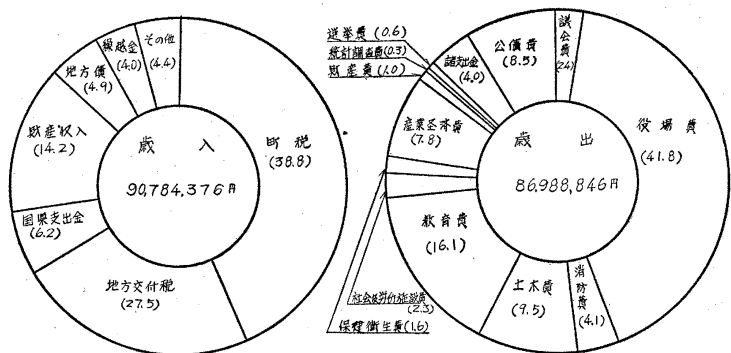 歳入
90,784,376円
町税
(38.8)
地方交付税
(27.5)
国県支出金
(6.2)
財産収入
(14.2)
地方債
(4.9)
繰越金
(4.0)
その他
(4.4)
歳出
86,988,846円
議会費
(2.4)
役場費
(41.8)
消防費
(4.1)
土木費
(9.5)
教育費
(16.1)
社会及労働施設費
(2.3)
保健衛生費(1.6)
産業経済費
(7.8)
財産費(1.0)
統計調査費(0.3)
選挙費(0.6)
諸支出金
(4.0)
公債費
(8.5)